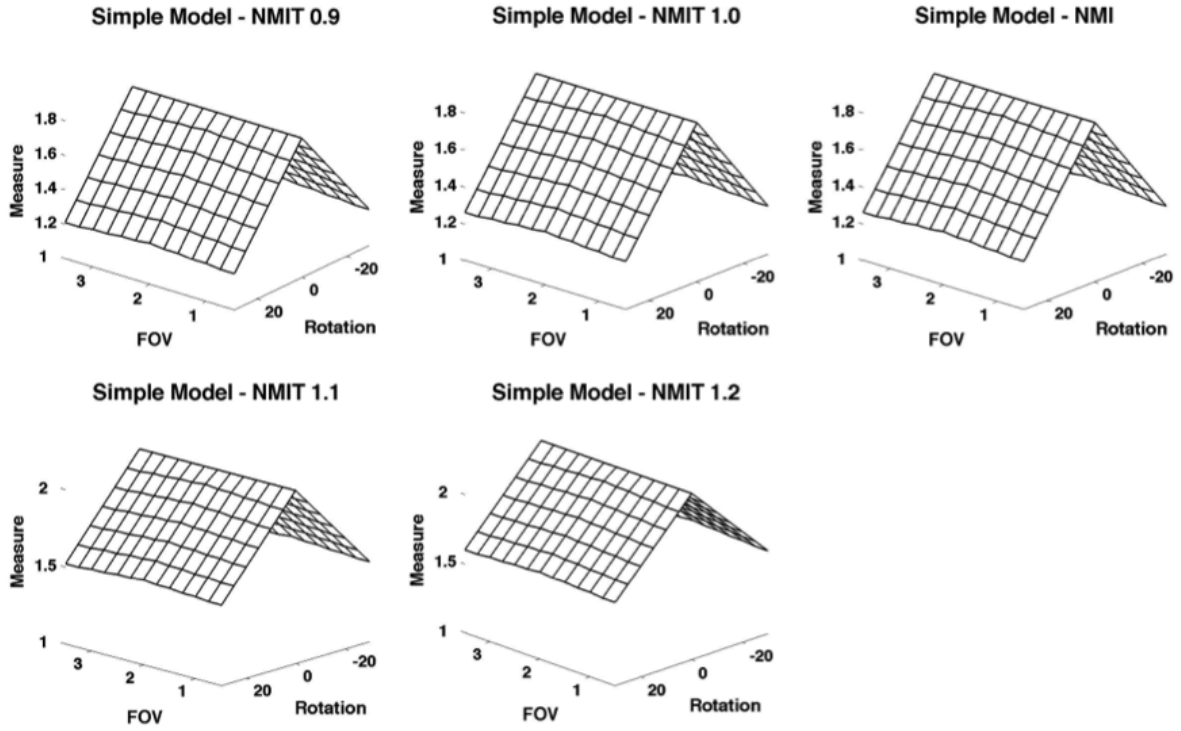 Simple Model - NMIT 0.9
Measure
1.8
1.6
1.4
1.2
1
3
2
1
FOV
20
0
-20
Rotation
Simple Model - NMIT 1.0
Measure
1.8
1.6
1.4
1.2
1
3
2
1
FOV
20
0
-20
Rotation
Simple Model - NMI
Measure
1.8
1.6
1.4
1.2
1
3
2
1
FOV
20
0
-20
Rotation
Simple Model - NMIT 1.1
Measure
2
1.5
1
3
2
1
FOV
20
0
-20
Rotation
Simple Model - NMIT 1.2
Measure
2
1.5
1
3
2
1
FOV
20
0
-20
Rotation